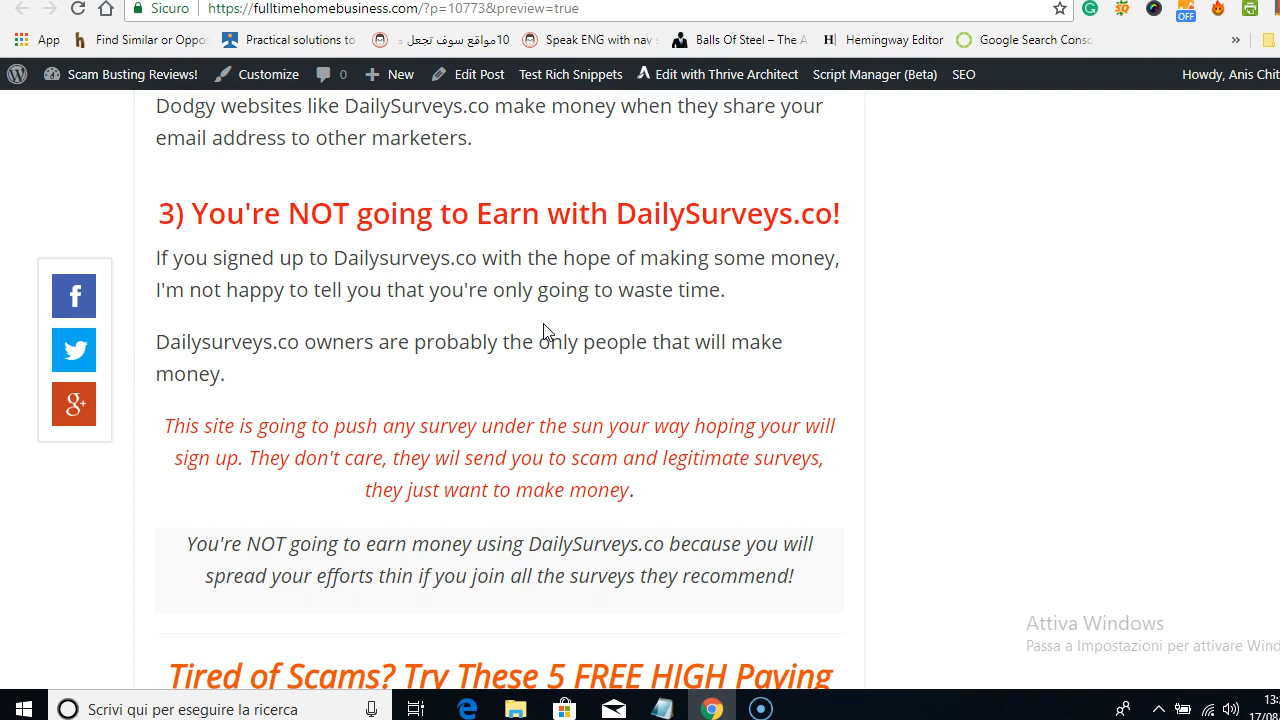 Sicuro
https://fulltimehomebusiness.com/?p=10773&preview=true
OFF
App
Find Similar or Oppo
Practical solutions to
10مواقع سوف تجعل
Speak ENG with nav s
Balls Of Steel – The A
Hemingway Editor
Google Search Consc
»
Scam Busting Reviews!
Customize
0
New
Edit Post
Test Rich Snippets
Edit with Thrive Architect
Script Manager (Beta)
SEO
Howdy, Anis Chit
Dodgy websites like DailySurveys.co make money when they share your
email address to other marketers.
3) You're NOT going to Earn with DailySurveys.co!
If you signed up to Dailysurveys.co with the hope of making some money,
I'm not happy to tell you that you're only going to waste time.
Dailysurveys.co owners are probably the only people that will make
money.
This site is going to push any survey under the sun your way hoping your will
sign up. They don't care, they wil send you to scam and legitimate surveys,
they just want to make money.
You're NOT going to earn money using DailySurveys.co because you will
spread your efforts thin if you join all the surveys they recommend!
Tired of Scams? Try These 5 FREE HIGH Paying
Attiva Windows
Passa a Impostazioni per attivare Wind
Scrivi qui per eseguire la ricerca
13:
17/08